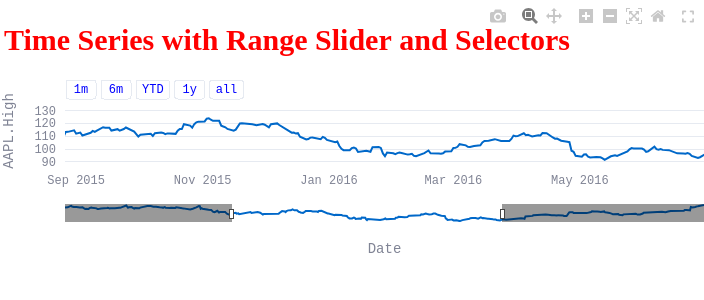 Time Series with Range Slider and Selectors
1m 6m YTD 1y all
AAPL.High
130
120
110
100
90
Sep 2015 Nov 2015 Jan 2016 Mar 2016 May 2016
Date